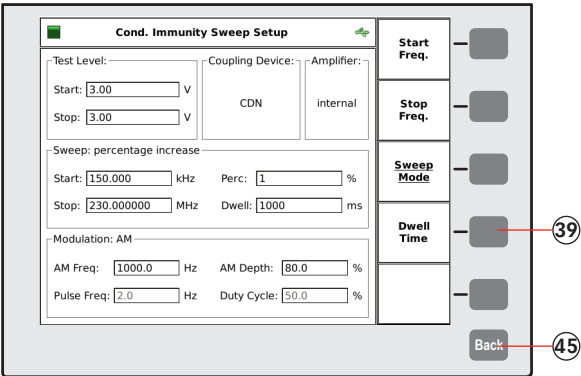 Cond. Immunity Sweep Setup
Test Level:
Start: 3.00 V
Stop: 3.00 V
Coupling Device:
CDN
Amplifier:
internal
Sweep: percentage increase
Start: 150.000 kHz Perc: 1 %
Stop: 230.000000 MHz Dwell: 1000 ms
Modulation: AM
AM Freq: 1000.0 Hz AM Depth: 80.0 %
Pulse Freq: 2.0 Hz Duty Cycle: 50.0 %
Start
Freq.
Stop
Freq.
Sweep
Mode
Dwell
Time
39
Back
45